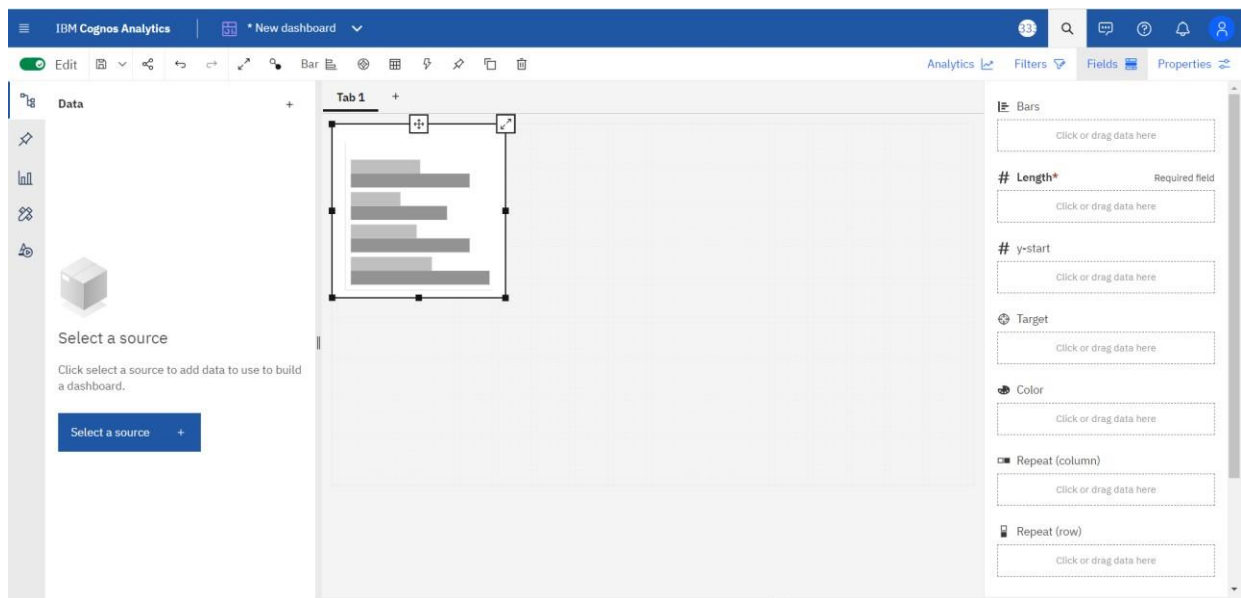 IBM Cognos Analytics
* New dashboard
Edit
Bar
Analytics
Filters
Fields
Properties
Data
+
Tab 1 +
Select a source
Click select a source to add data to use to build
a dashboard.
Select a source +
Bars
Click or drag data here
# Length* Required field
Click or drag data here
# y-start
Click or drag data here
Target
Click or drag data here
Color
Click or drag data here
Repeat (column)
Click or drag data here
Repeat (row)
Click or drag data here